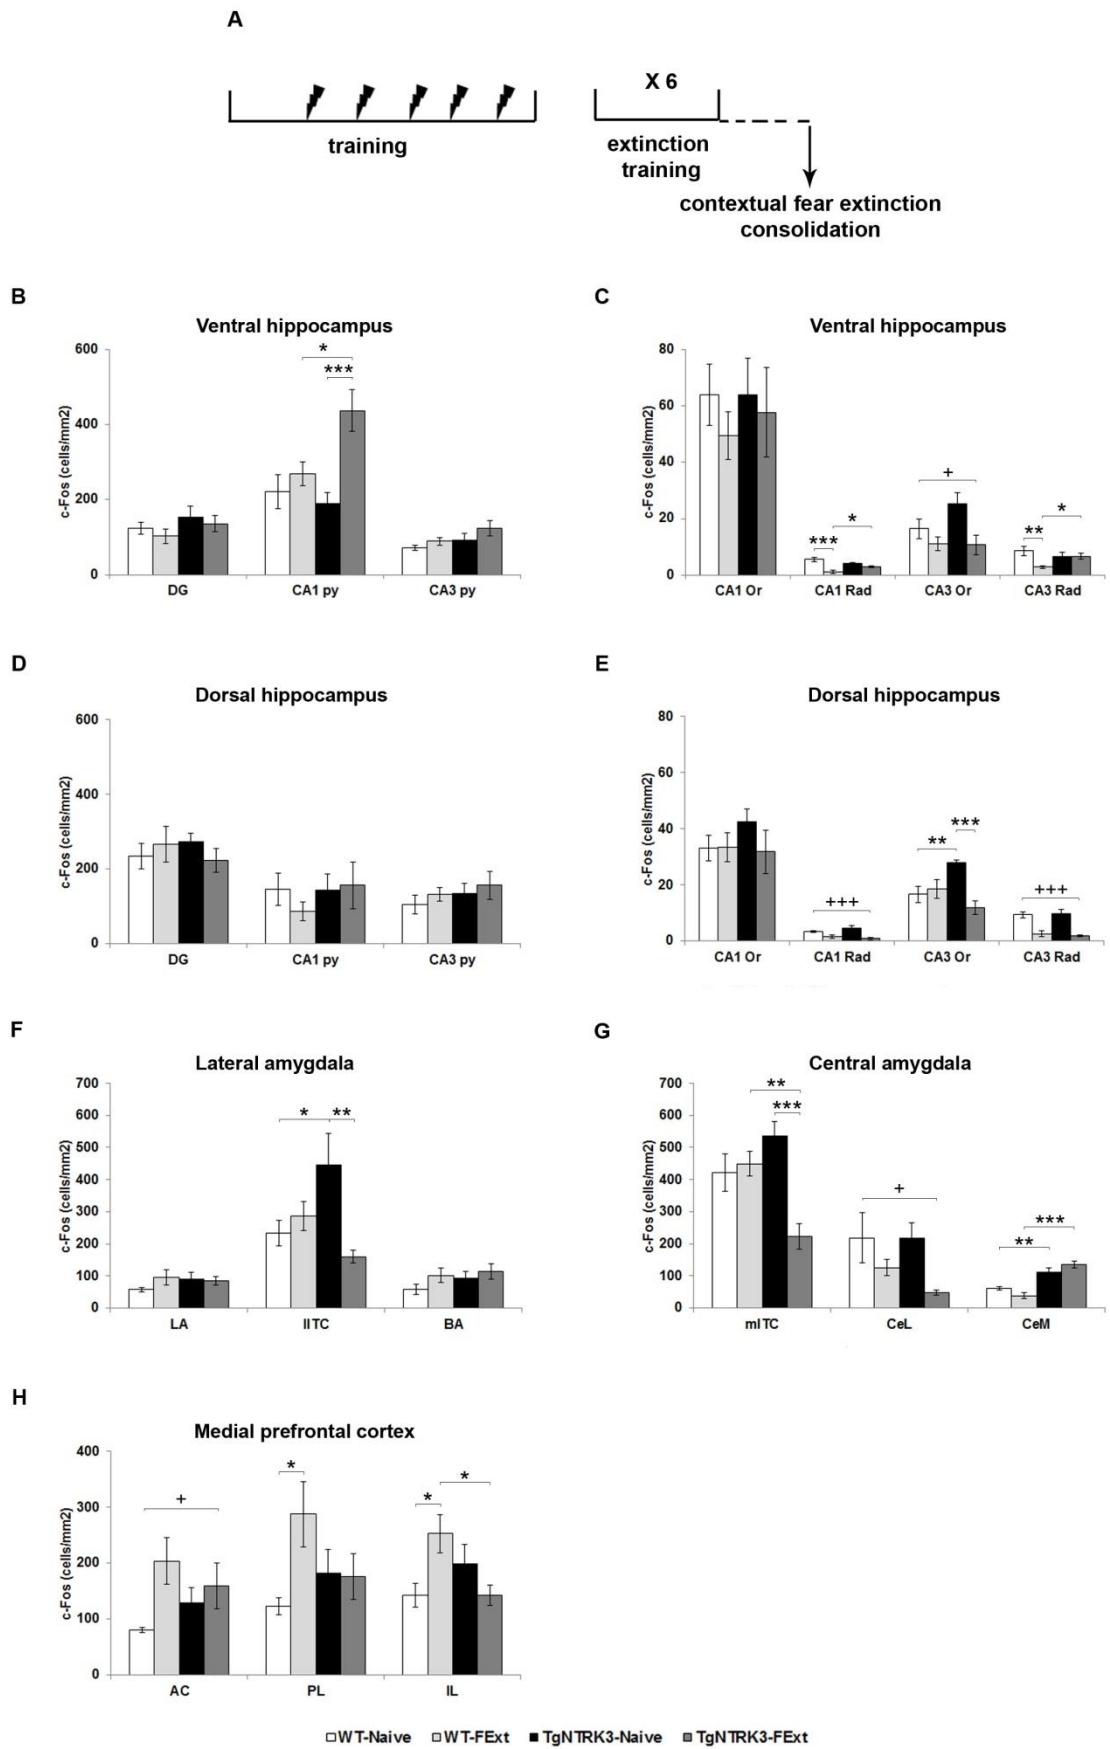 A
X 6
training
extinction
training
contextual fear extinction
consolidation
B
Ventral hippocampus
c-Fos (cells/mm2)
600
400
200
0
*
***
DG CA1 py CA3 py
C
Ventral hippocampus
c-Fos (cells/mm2)
80
60
40
20
0
***
*
+
**
*
CA1 Or CA1 Rad CA3 Or CA3 Rad
D
Dorsal hippocampus
c-Fos (cells/mm2)
600
400
200
0
DG CA1 py CA3 py
E
Dorsal hippocampus
c-Fos (cells/mm2)
80
60
40
20
0
+++
**
***
+++
CA1 Or CA1 Rad CA3 Or CA3 Rad
F
Lateral amygdala
c-Fos (cells/mm2)
700
600
500
400
300
200
100
0
*
**
LA lITC BA
G
Central amygdala
c-Fos (cells/mm2)
700
600
500
400
300
200
100
0
**
***
+
**
***
mITC CeL CeM
H
Medial prefrontal cortex
c-Fos (cells/mm2)
400
300
200
100
0
+
*
*
*
AC PL IL
WT-Naive WT-FExt TgNTRK3-Naive TgNTRK3-FExt